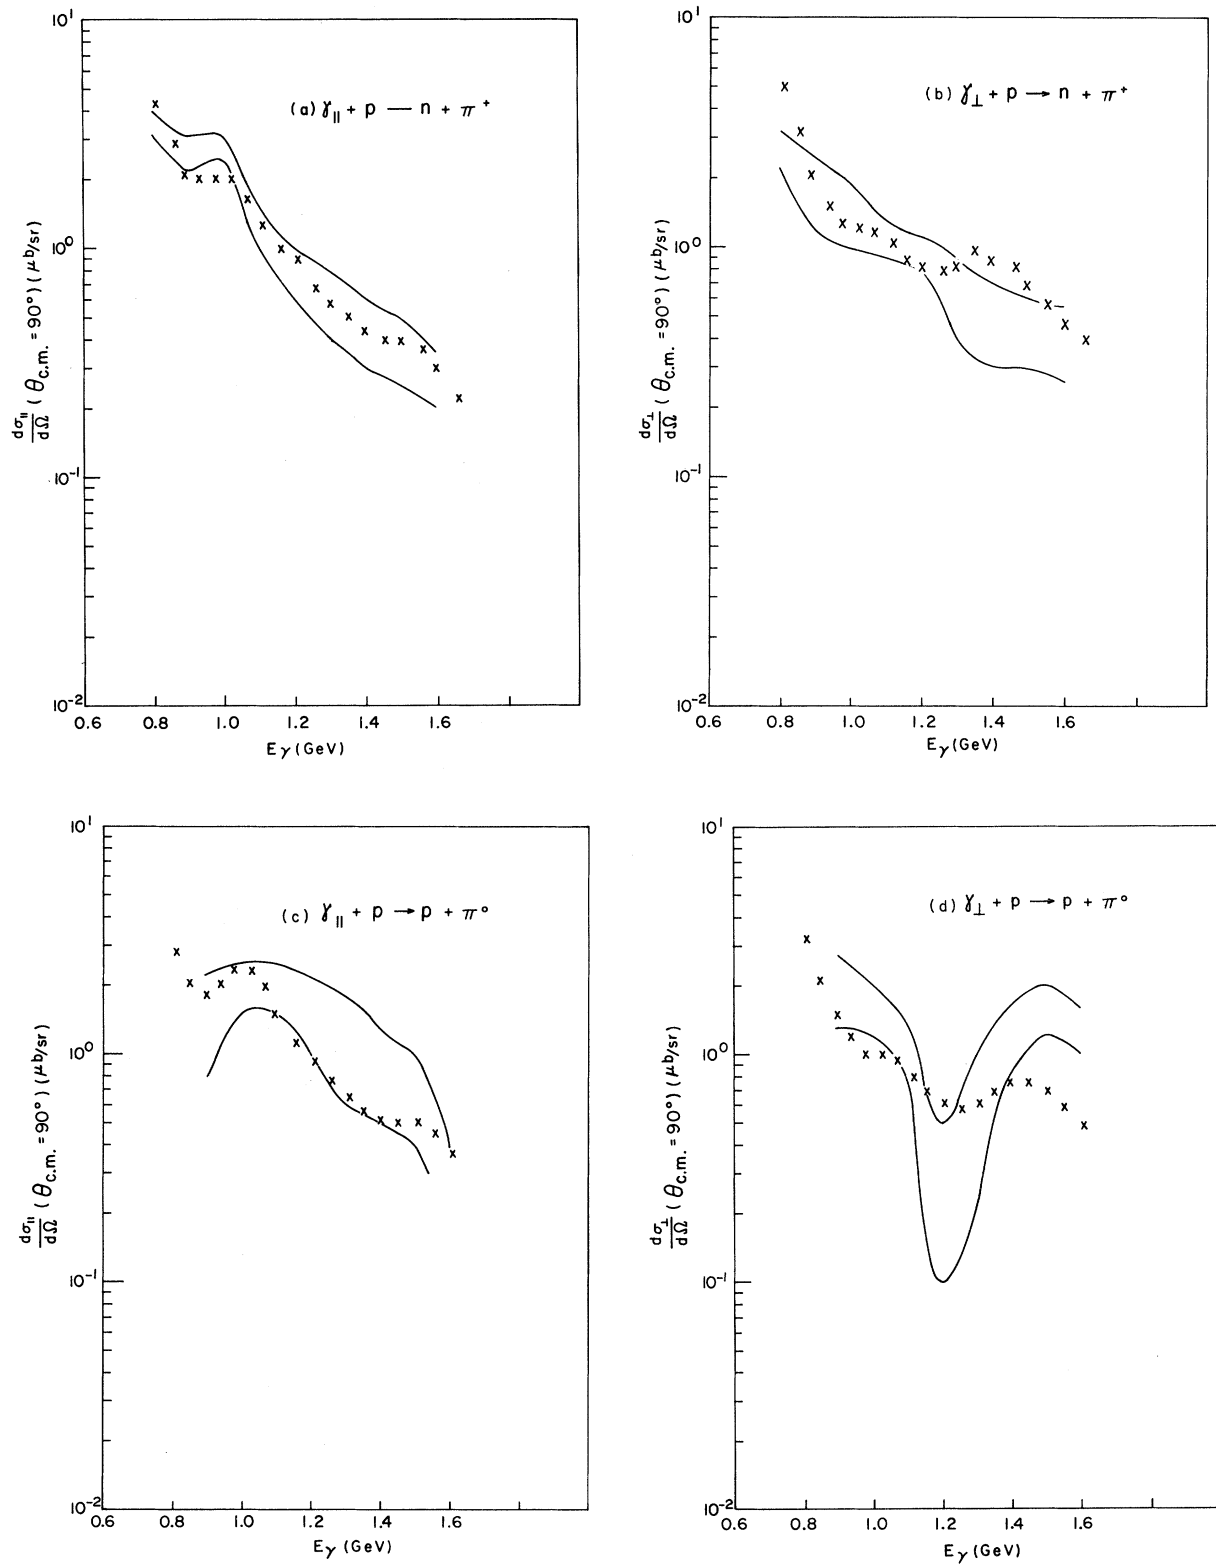 (a) γ|| + p — n + π⁺
10¹
10⁰
10⁻¹
10⁻²
dσ||/dΩ (θc.m. = 90°) (μb/sr)
0.6 0.8 1.0 1.2 1.4 1.6
Eγ (GeV)
(b) γ⊥ + p → n + π⁺
10¹
10⁰
10⁻¹
10⁻²
dσ⊥/dΩ (θc.m. = 90°) (μb/sr)
0.6 0.8 1.0 1.2 1.4 1.6
Eγ (GeV)
(c) γ|| + p → p + π°
10¹
10⁰
10⁻¹
10⁻²
dσ||/dΩ (θc.m. = 90°) (μb/sr)
0.6 0.8 1.0 1.2 1.4 1.6
Eγ (GeV)
(d) γ⊥ + p → p + π°
10¹
10⁰
10⁻¹
10⁻²
dσ⊥/dΩ (θc.m. = 90°) (μb/sr)
0.6 0.8 1.0 1.2 1.4 1.6
Eγ (GeV)